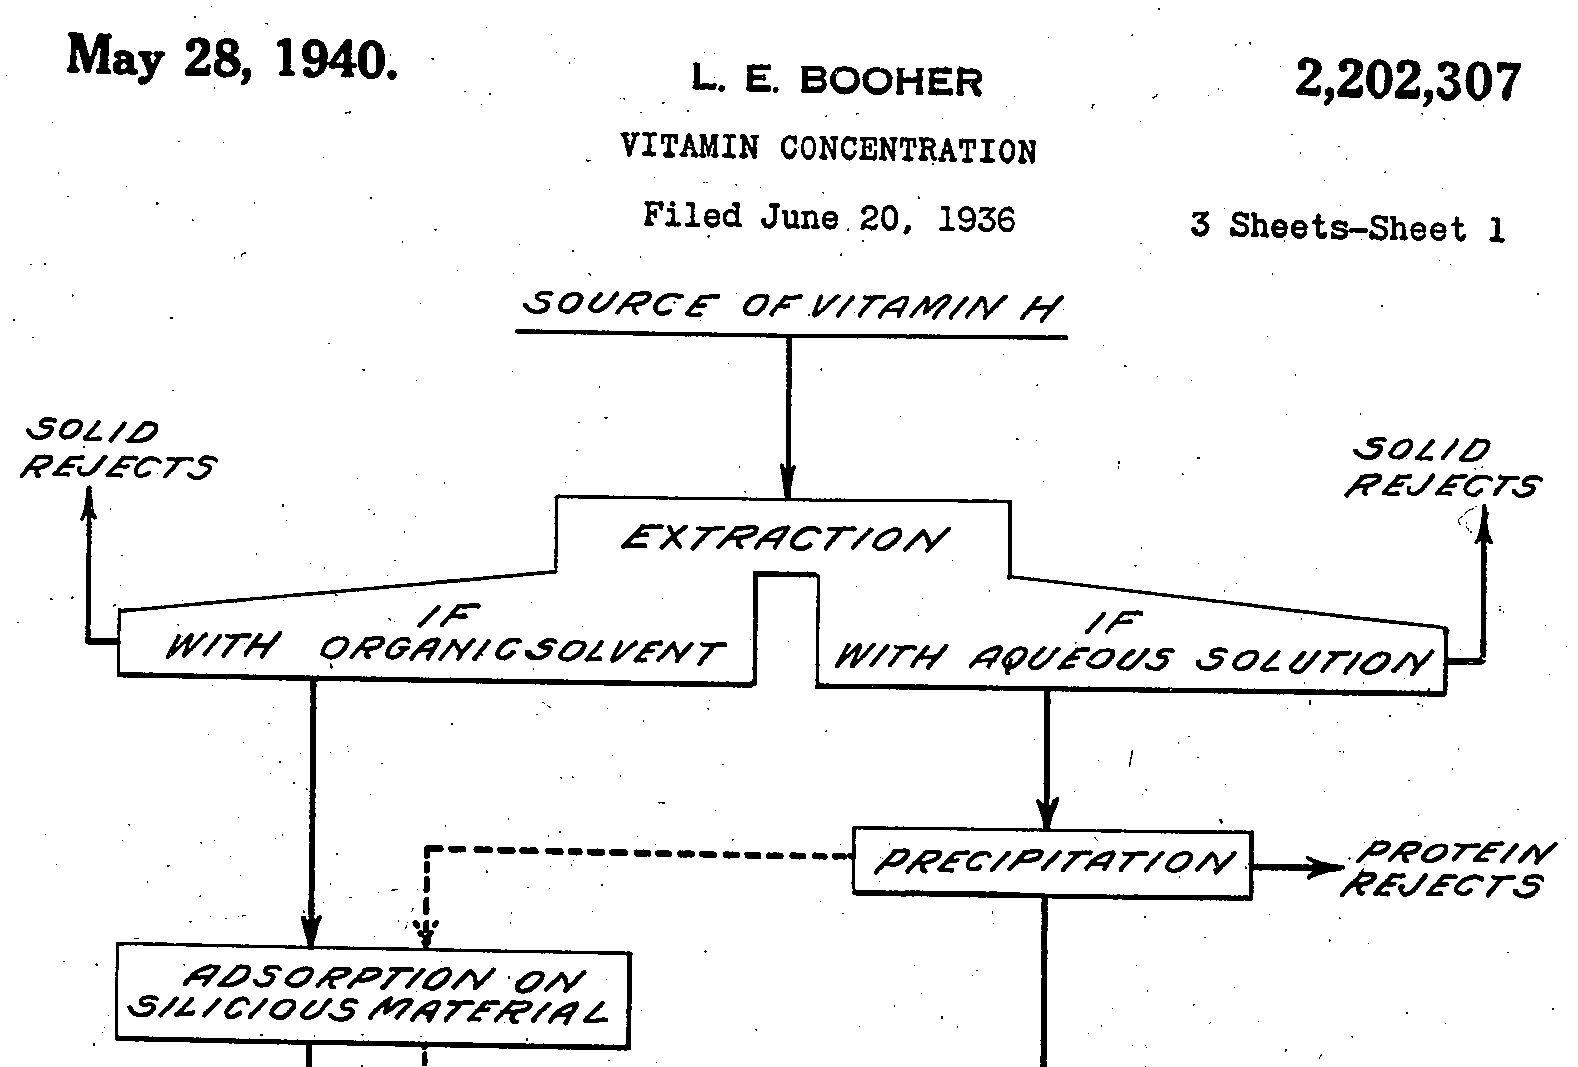 May 28, 1940.
L. E. BOOHER
2,202,307
VITAMIN CONCENTRATION
Filed June 20, 1936
3 Sheets-Sheet 1
SOURCE OF VITAMIN H
SOLID
REJECTS
SOLID
REJECTS
EXTRACTION
IF
WITH ORGANIC SOLVENT
IF
WITH AQUEOUS SOLUTION
PRECIPITATION
PROTEIN
REJECTS
ADSORPTION ON
SILICIOUS MATERIAL